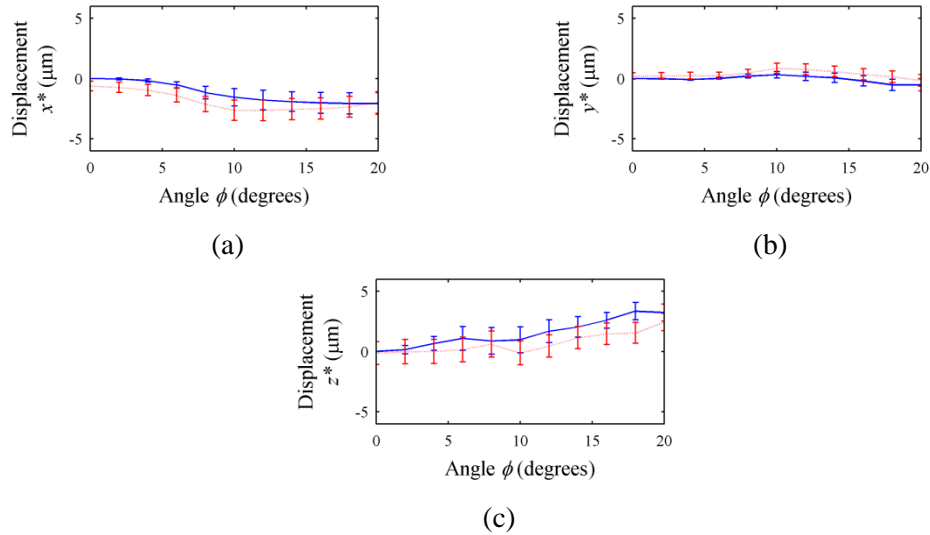 Displacement
x* (μm)
5
0
-5
0 5 10 15 20
Angle ϕ (degrees)
(a)
Displacement
y* (μm)
5
0
-5
0 5 10 15 20
Angle ϕ (degrees)
(b)
Displacement
z* (μm)
5
0
-5
0 5 10 15 20
Angle ϕ (degrees)
(c)